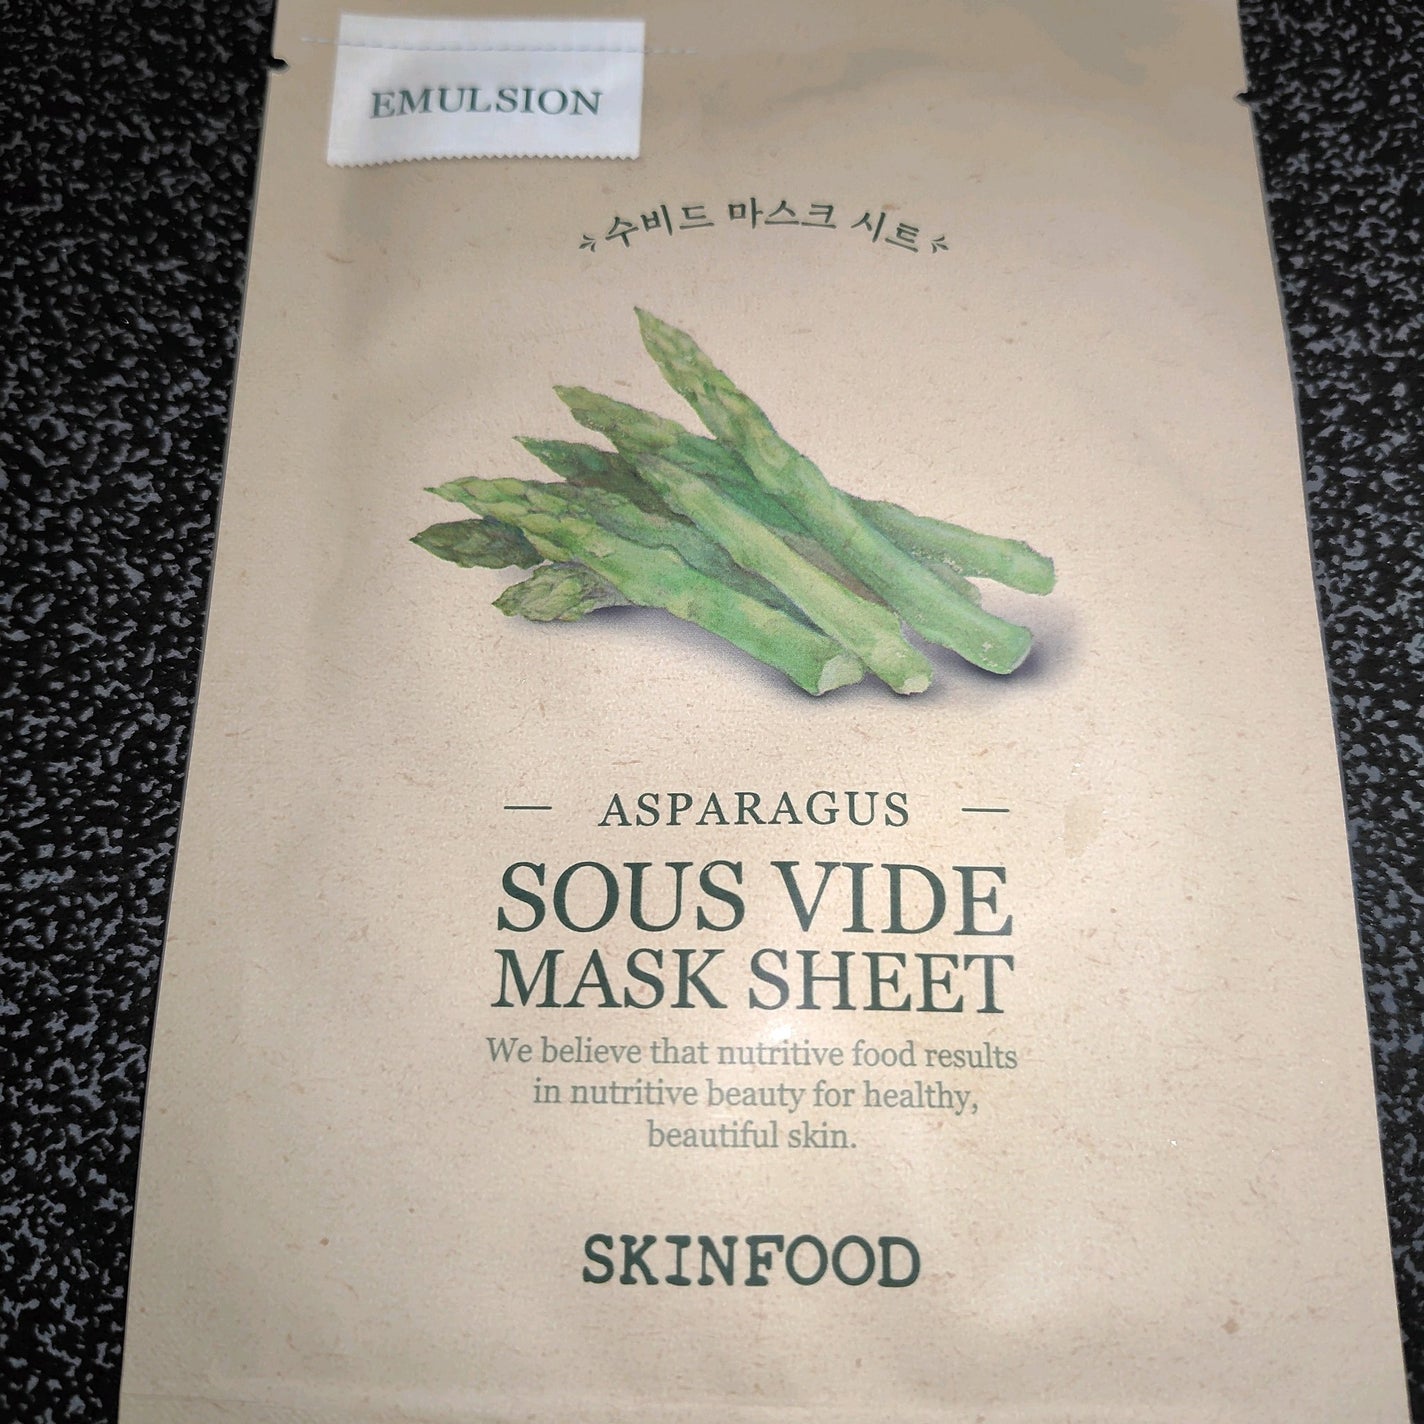 EMULSION
수비드 마스크 시트
ASPARAGUS
SOUS VIDE
MASK SHEET
We believe that nutritive food results
in nutritive beauty for healthy,
beautiful skin.
SKINFOOD